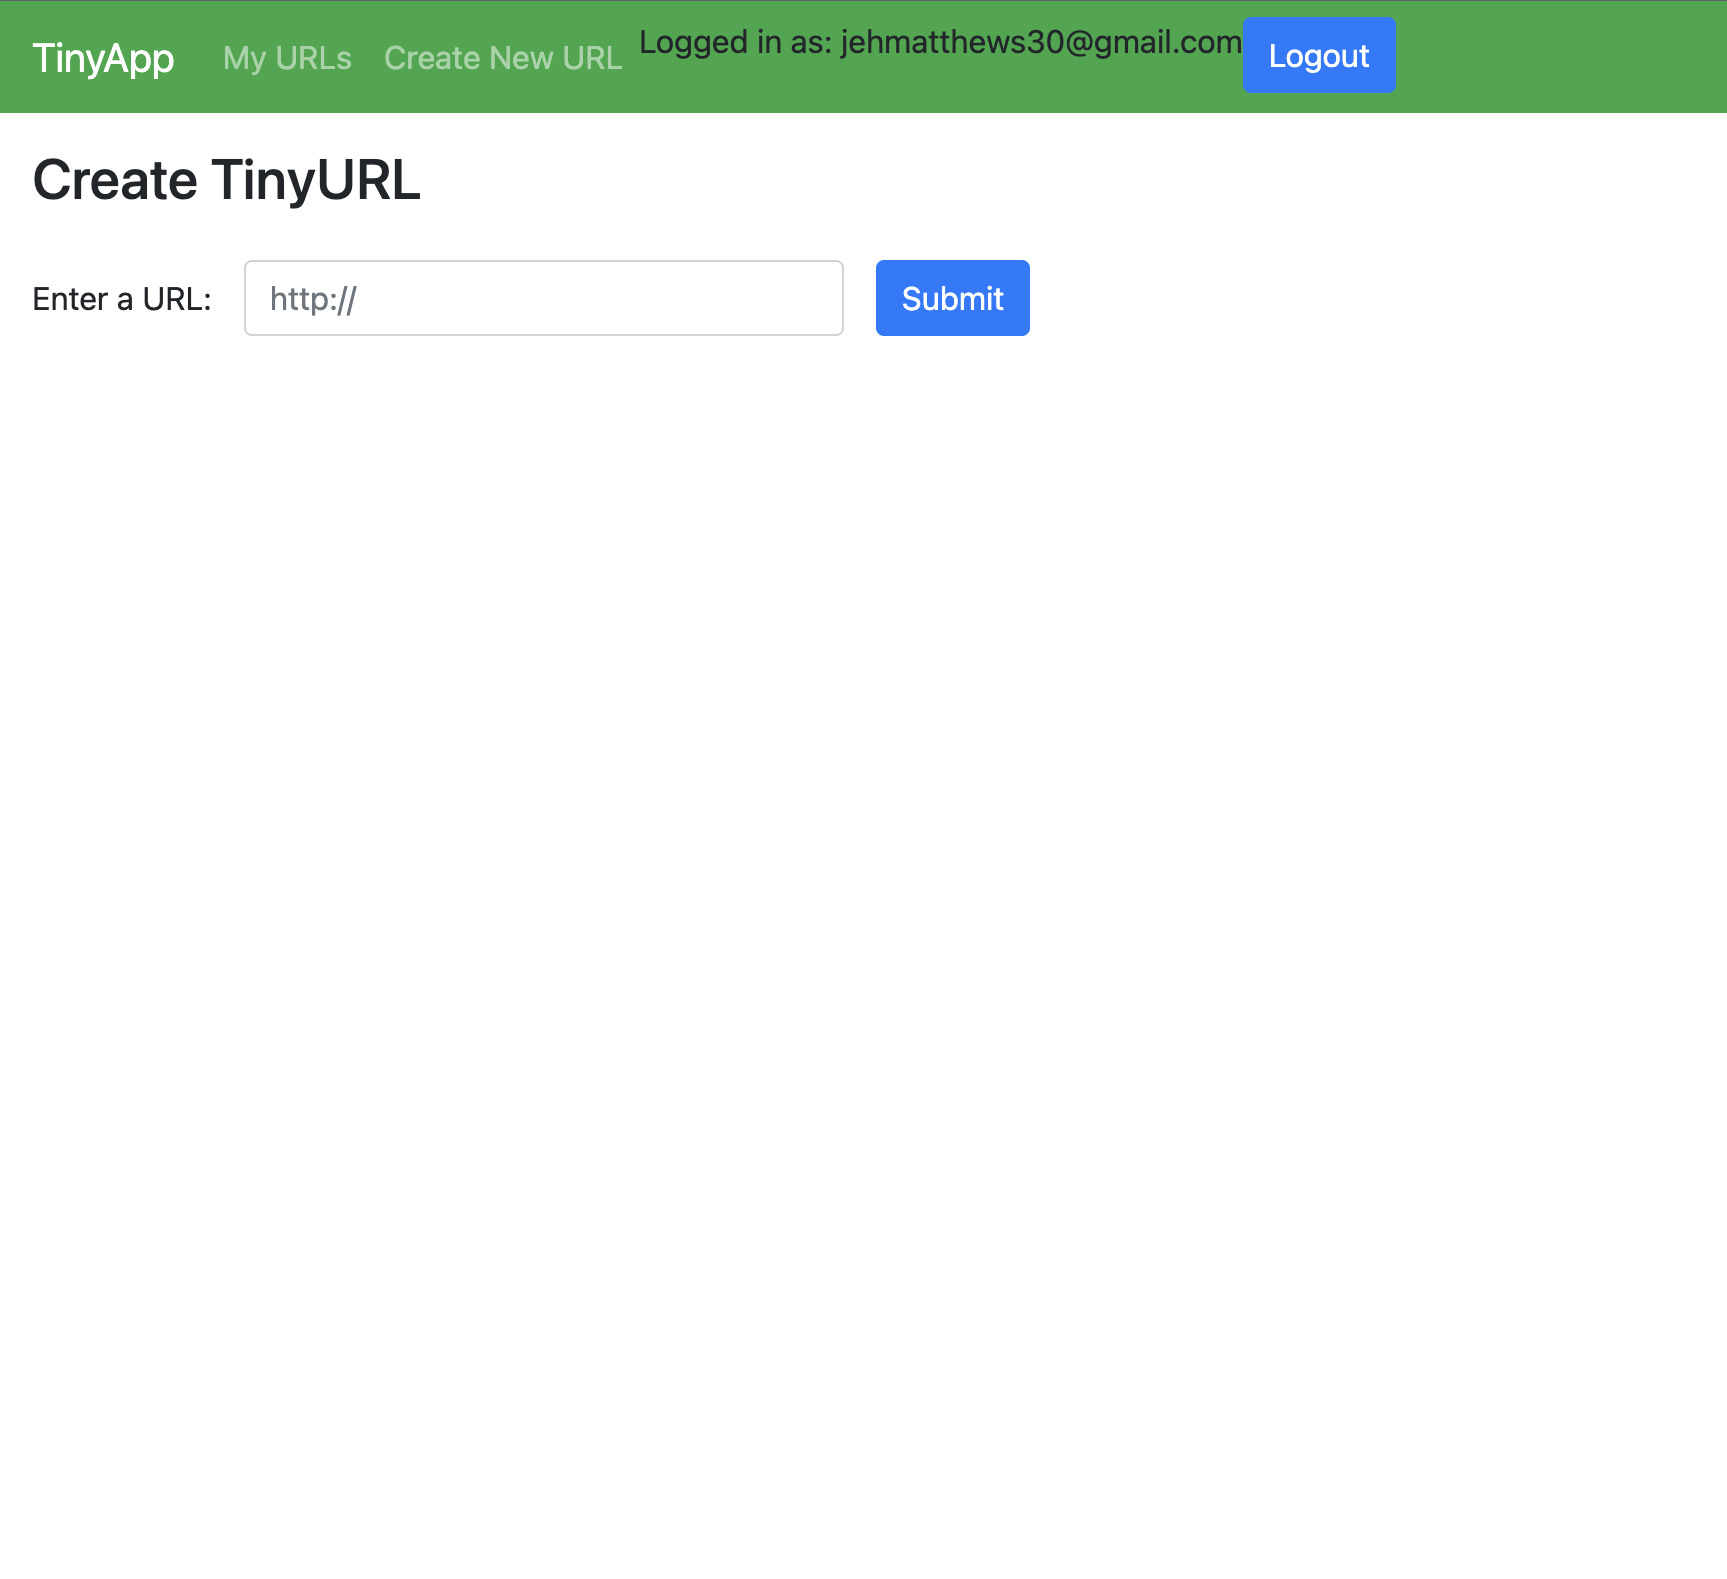 TinyApp My URLs Create New URL Logged in as: jehmatthews30@gmail.com Logout
Create TinyURL
Enter a URL: http:// Submit